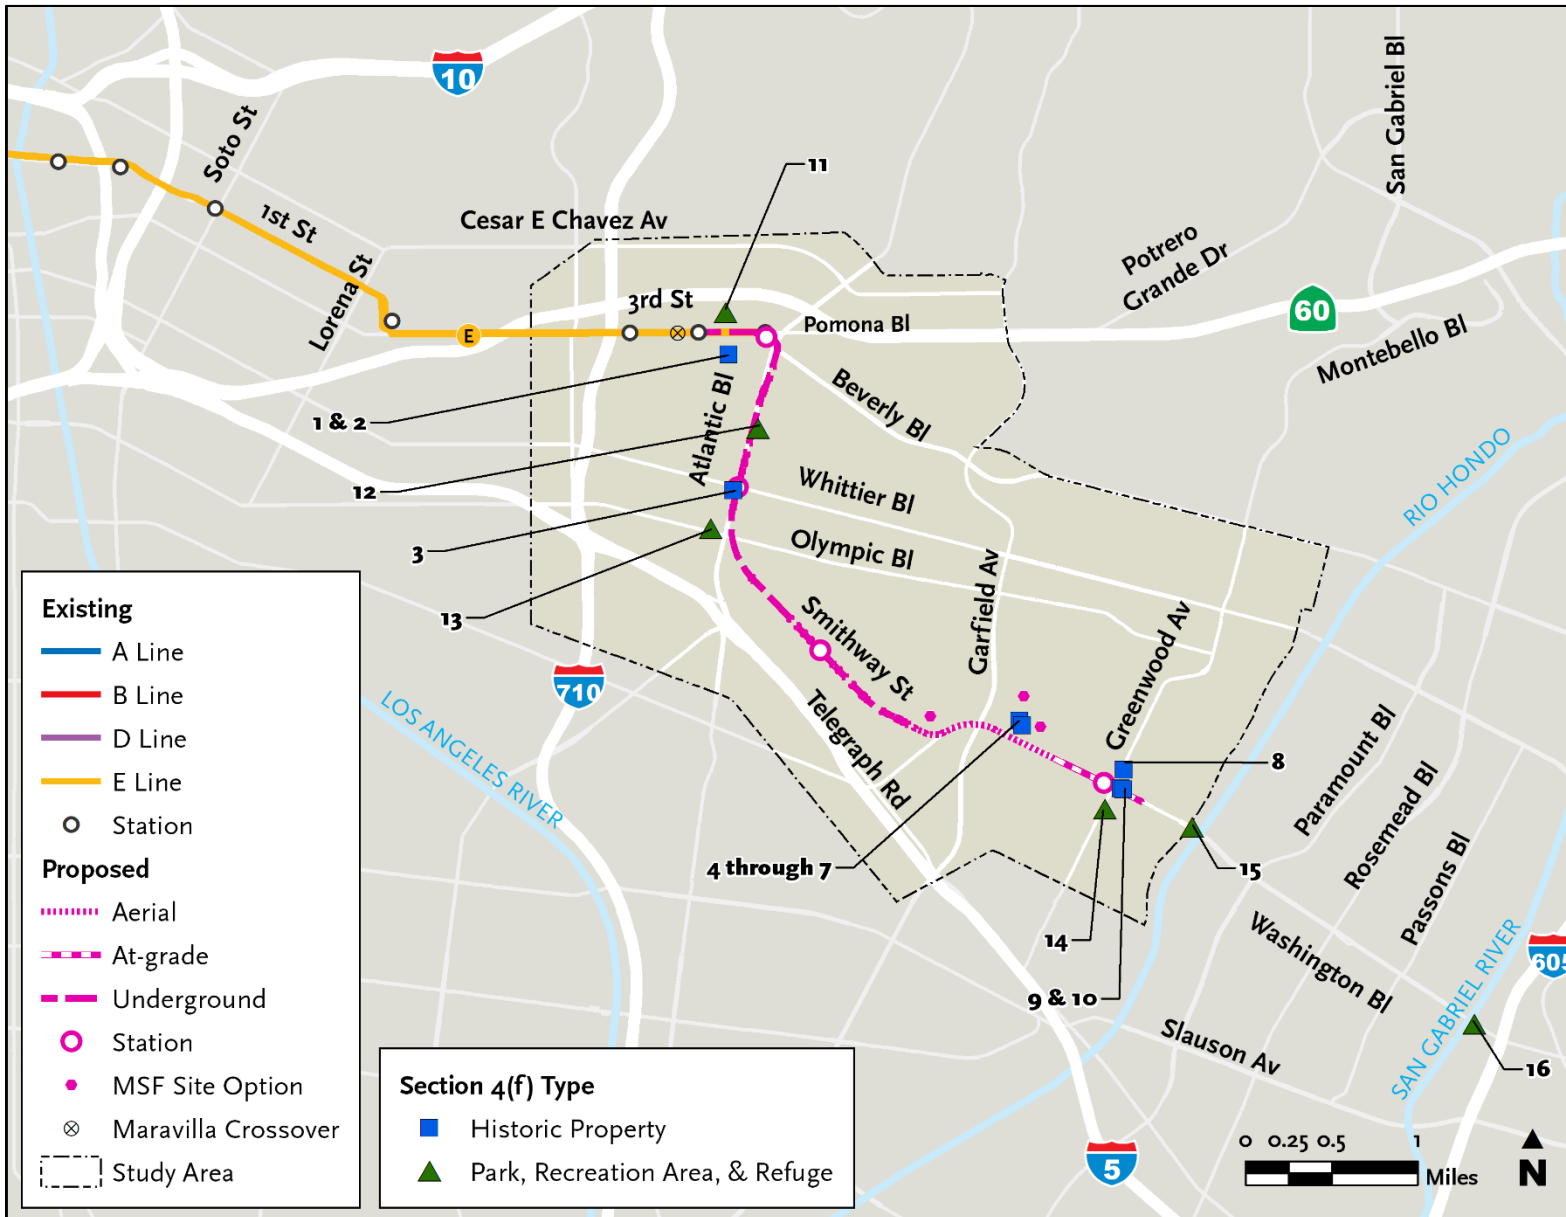 10
San Gabriel Bl
Soto St
11
1st St
Cesar E Chavez Av
Potrero
Grande Dr
Lorena St
3rd St
60
E
Pomona Bl
Montebello Bl
Beverly Bl
1 & 2
Atlantic Bl
RIO HONDO
12
Whittier Bl
3
Olympic Bl
Garfield Av
13
Smithway St
Greenwood Av
710
LOS ANGELES RIVER
Telegraph Rd
Paramount Bl
8
Rosemead Bl
4 through 7
15
Passons Bl
14
Washington Bl
605
9 & 10
SAN GABRIEL RIVER
Slauson Av
16
5
Existing
A Line
B Line
D Line
E Line
Station
Proposed
Aerial
At-grade
Underground
Station
MSF Site Option
Maravilla Crossover
Study Area
Section 4(f) Type
Historic Property
Park, Recreation Area, & Refuge
0 0.25 0.5 1
Miles
N